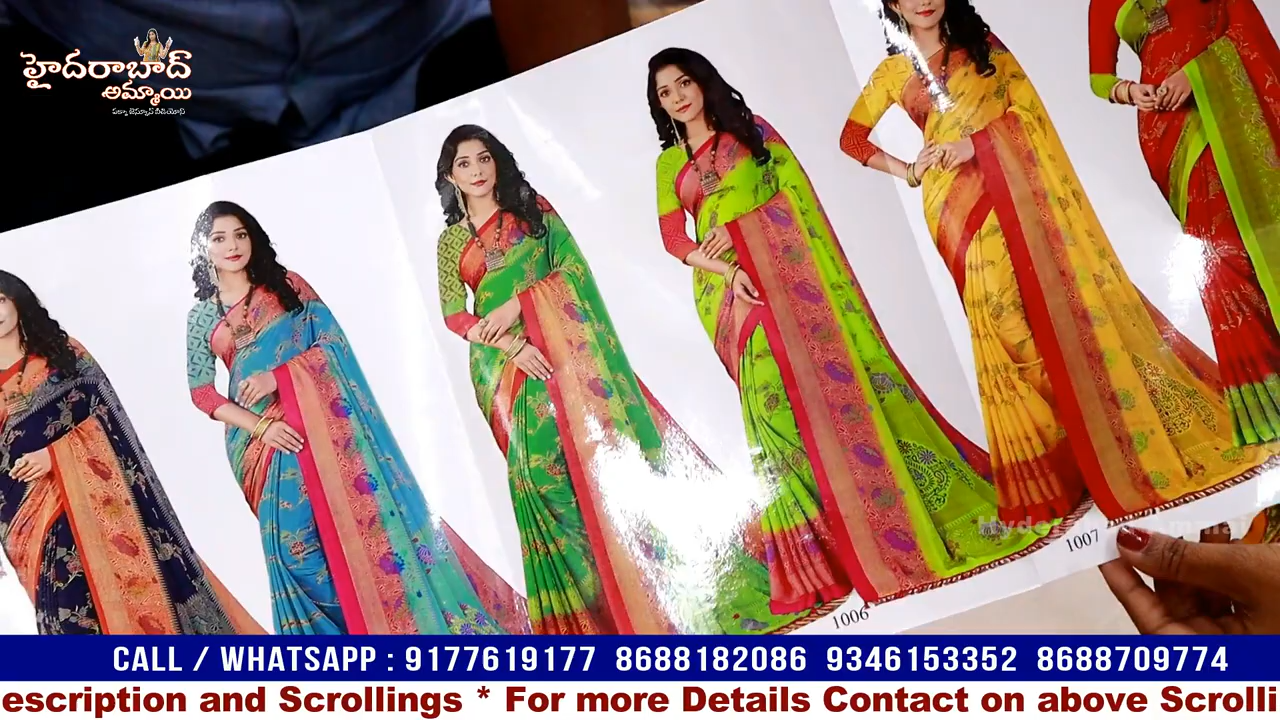 హైదరాబాద్
అమ్మాయి
1007
1006
CALL / WHATSAPP : 9177619177 8688182086 9346153352 8688709774
escription and Scrollings * For more Details Contact on above Scrolli